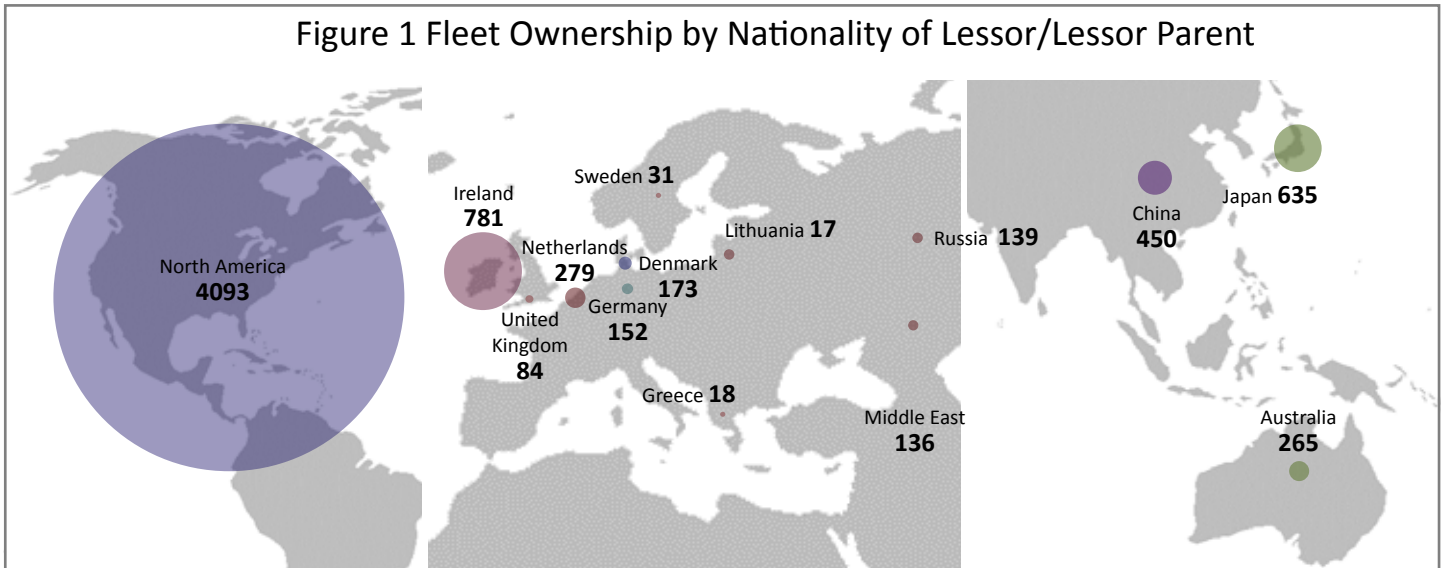 Figure 1 Fleet Ownership by Nationality of Lessor/Lessor Parent
North America
4093
Ireland
781
Sweden 31
Netherlands
279
Lithuania 17
Denmark
173
Germany
152
United
Kingdom
84
Greece 18
Russia 139
Middle East
136
China
450
Japan 635
Australia
265